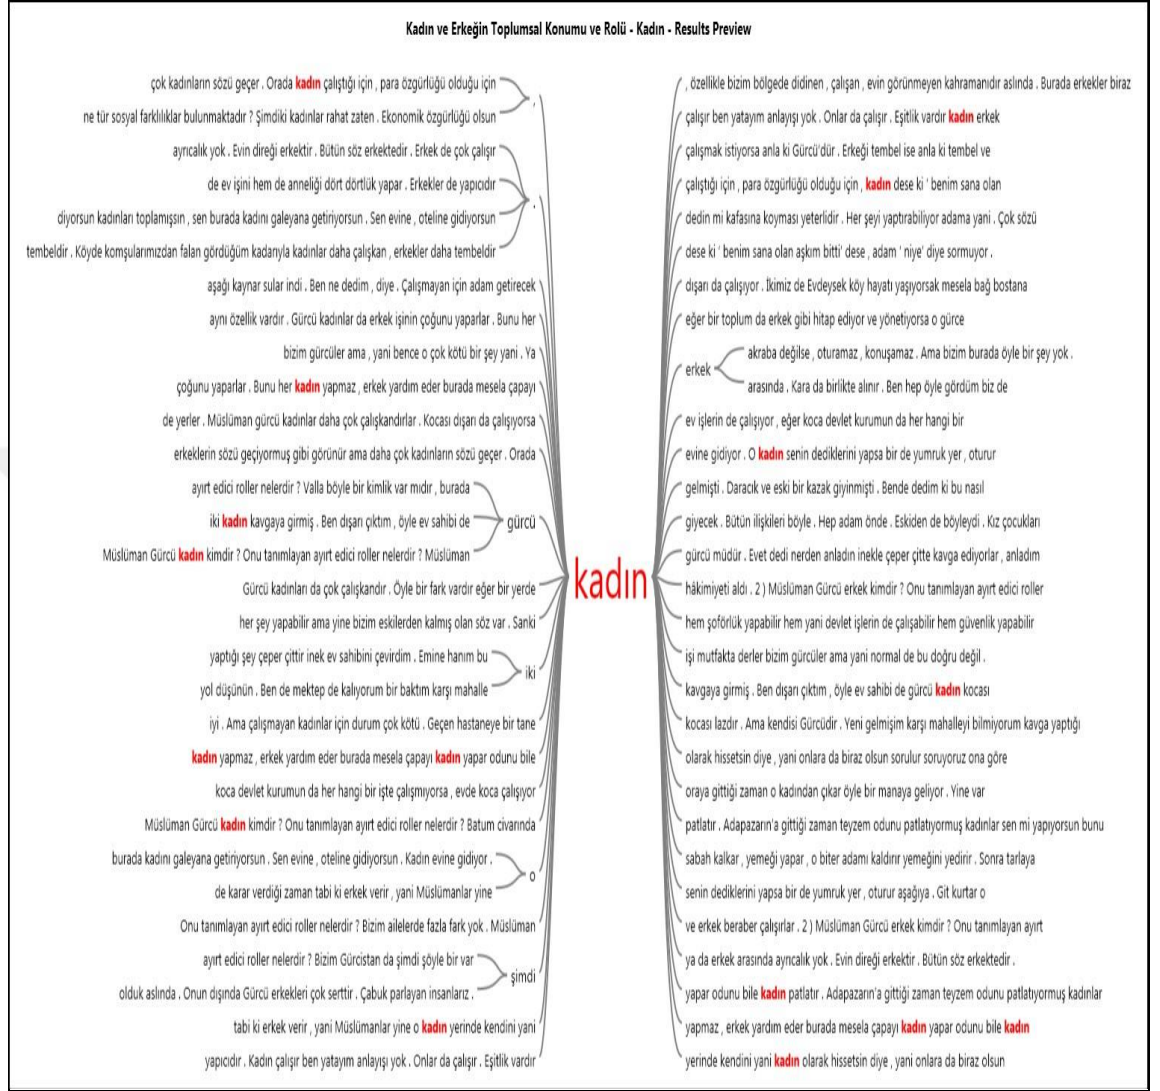 Kadın ve Erkeğin Toplumsal Konumu ve Rolü - Kadın - Results Preview
çok kadınların sözü geçer . Orada kadın çalıştığı için , para özgürlüğü olduğu için
ne tür sosyal farklılıklar bulunmaktadır ? Şimdiki kadınlar rahat zaten . Ekonomik özgürlüğü olsun
,
ayrıcalık yok . Evin direği erkektir . Bütün söz erkektedir . Erkek de çok çalışır
de ev işini hem de anneliği dört dörtlük yapar . Erkekler de yapıcıdır
diyorsun kadınları toplamışsın , sen burada kadını galeyana getiriyorsun . Sen evine , oteline gidiyorsun
tembeldir . Köyde komşularımızdan falan gördüğüm kadarıyla kadınlar daha çalışkan , erkekler daha tembeldir
.
aşağı kaynar sular indi . Ben ne dedim , diye . Çalışmayan için adam getirecek
aynı özellik vardır . Gürcü kadınlar da erkek işinin çoğunu yaparlar . Bunu her
bizim gürcüler ama , yani bence o çok kötü bir şey yani . Ya
çoğunu yaparlar . Bunu her kadın yapmaz , erkek yardım eder burada mesela çapayı
de yerler . Müslüman gürcü kadınlar daha çok çalışkandırlar . Kocası dışarı da çalışıyorsa
erkeklerin sözü geçiyormuş gibi görünür ama daha çok kadınların sözü geçer . Orada
ayırt edici roller nelerdir ? Valla böyle bir kimlik var mıdır , burada
iki kadın kavgaya girmiş . Ben dışarı çıktım , öyle ev sahibi de
Müslüman Gürcü kadın kimdir ? Onu tanımlayan ayırt edici roller nelerdir ? Müslüman
gürcü
Gürcü kadınları da çok çalışkandır . Öyle bir fark vardır eğer bir yerde
her şey yapabilir ama yine bizim eskilerden kalmış olan söz var . Sanki
yaptığı şey çeper çittir inek ev sahibini çevirdim . Emine hanım bu
yol düşünün . Ben de mektep de kalıyorum bir baktım karşı mahalle
iki
iyi . Ama çalışmayan kadınlar için durum çok kötü . Geçen hastaneye bir tane
kadın yapmaz , erkek yardım eder burada mesela çapayı kadın yapar odunu bile
koca devlet kurumun da her hangi bir işte çalışmıyorsa , evde koca çalışıyor
Müslüman Gürcü kadın kimdir ? Onu tanımlayan ayırt edici roller nelerdir ? Batum civarında
burada kadını galeyana getiriyorsun . Sen evine , oteline gidiyorsun . Kadın evine gidiyor .
de karar verdiği zaman tabi ki erkek verir , yani Müslümanlar yine
o
Onu tanımlayan ayırt edici roller nelerdir ? Bizim ailelerde fazla fark yok . Müslüman
ayırt edici roller nelerdir ? Bizim Gürcistan da şimdi şöyle bir var
olduk aslında . Onun dışında Gürcü erkekleri çok serttir . Çabuk parlayan insanlarız .
şimdi
tabi ki erkek verir , yani Müslümanlar yine o kadın yerinde kendini yani
yapıcıdır . Kadın çalışır ben yatayım anlayışı yok . Onlar da çalışır . Eşitlik vardır
kadın
, özellikle bizim bölgede didinen , çalışan , evin görünmeyen kahramanıdır aslında . Burada erkekler biraz
çalışır ben yatayım anlayışı yok . Onlar da çalışır . Eşitlik vardır kadın erkek
çalışmak istiyorsa anla ki Gürcü'dür . Erkeği tembel ise anla ki tembel ve
çalıştığı için , para özgürlüğü olduğu için , kadın dese ki ' benim sana olan
dedin mi kafasına koyması yeterlidir . Her şeyi yaptırabiliyor adama yani . Çok sözü
dese ki ' benim sana olan aşkım bitti' dese , adam ' niye' diye sormuyor .
dışarı da çalışıyor . İkimiz de Evdeysek köy hayatı yaşıyorsak mesela bağ bostana
eğer bir toplum da erkek gibi hitap ediyor ve yönetiyorsa o gürce
erkek
akraba değilse , oturamaz , konuşamaz . Ama bizim burada öyle bir şey yok .
arasında . Kara da birlikte alınır . Ben hep öyle gördüm biz de
ev işlerin de çalışıyor , eğer koca devlet kurumun da her hangi bir
evine gidiyor . O kadın senin dediklerini yapsa bir de yumruk yer , oturur
gelmişti . Daracık ve eski bir kazak giyinmişti . Bende dedim ki bu nasıl
giyecek . Bütün ilişkileri böyle . Hep adam önde . Eskiden de böyleydi . Kız çocukları
gürcü müdür . Evet dedi nerden anladın inekle çeper çitte kavga ediyorlar , anladım
hâkimiyeti aldı . 2 ) Müslüman Gürcü erkek kimdir ? Onu tanımlayan ayırt edici roller
hem şoförlük yapabilir hem yani devlet işlerin de çalışabilir hem güvenlik yapabilir
işi mutfakta derler bizim gürcüler ama yani normal de bu doğru değil .
kavgaya girmiş . Ben dışarı çıktım , öyle ev sahibi de gürcü kadın kocası
kocası lazdır . Ama kendisi Gürcüdür . Yeni gelmişim karşı mahalleyi bilmiyorum kavga yaptığı
olarak hissetsin diye , yani onlara da biraz olsun sorulur soruyoruz ona göre
oraya gittiği zaman o kadından çıkar öyle bir manaya geliyor . Yine var
patlatır . Adapazarın'a gittiği zaman teyzem odunu patlatıyormuş kadınlar sen mi yapıyorsun bunu
sabah kalkar , yemeği yapar , o biter adamı kaldırır yemeğini yedirir . Sonra tarlaya
senin dediklerini yapsa bir de yumruk yer , oturur aşağıya . Git kurtar o
ve erkek beraber çalışırlar . 2 ) Müslüman Gürcü erkek kimdir ? Onu tanımlayan ayırt
ya da erkek arasında ayrıcalık yok . Evin direği erkektir . Bütün söz erkektedir .
yapar odunu bile kadın patlatır . Adapazarın'a gittiği zaman teyzem odunu patlatıyormuş kadınlar
yapmaz , erkek yardım eder burada mesela çapayı kadın yapar odunu bile kadın
yerinde kendini yani kadın olarak hissetsin diye , yani onlara da biraz olsun